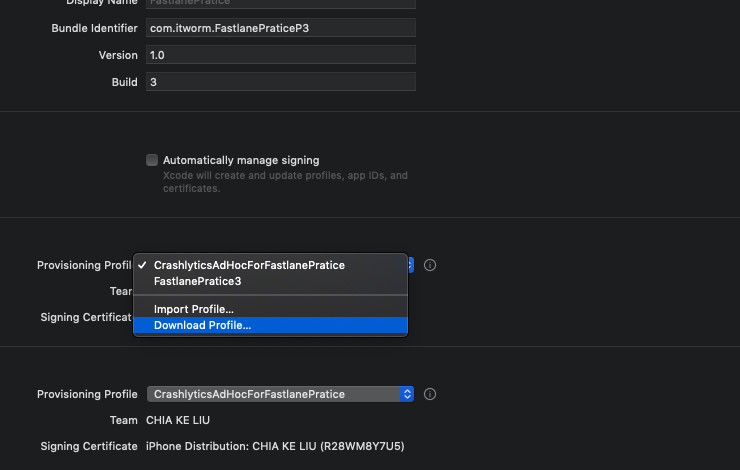 Display Name FastlanePratice
Bundle Identifier com.itworm.FastlanePraticeP3
Version 1.0
Build 3
Automatically manage signing
Xcode will create and update profiles, app IDs, and
certificates.
Provisioning Profil
CrashlyticsAdHocForFastlanePratice
FastlanePratice3
Tear
Import Profile...
Signing Certificat
Download Profile...
Provisioning Profile CrashlyticsAdHocForFastlanePratice
Team CHIA KE LIU
Signing Certificate iPhone Distribution: CHIA KE LIU (R28WM8Y7U5)